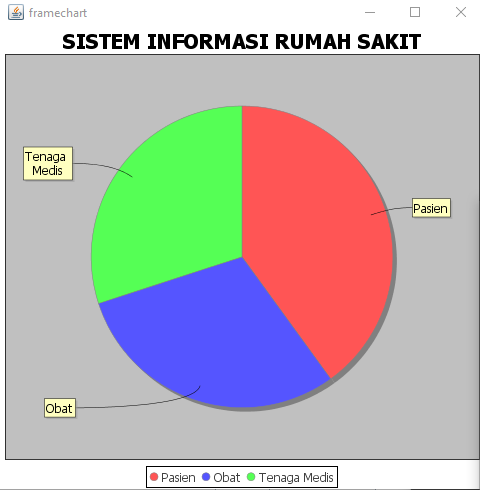 framechart
SISTEM INFORMASI RUMAH SAKIT
Tenaga
Medis
Pasien
Obat
Pasien Obat Tenaga Medis